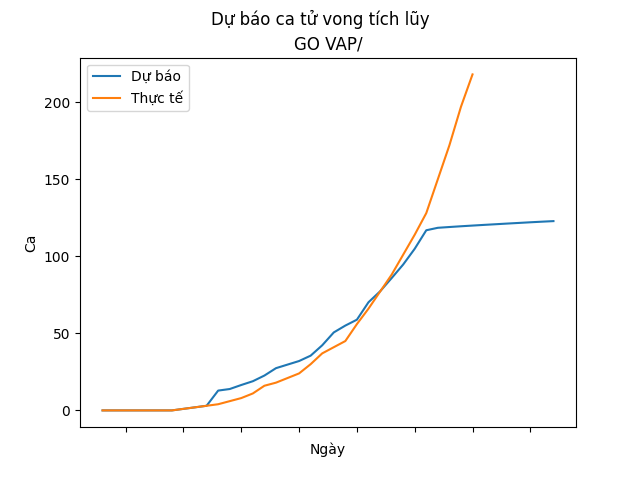 Dự báo ca tử vong tích lũy
GO VAP/
Dự báo
Thực tế
200
150
100
50
0
Ca
Ngày